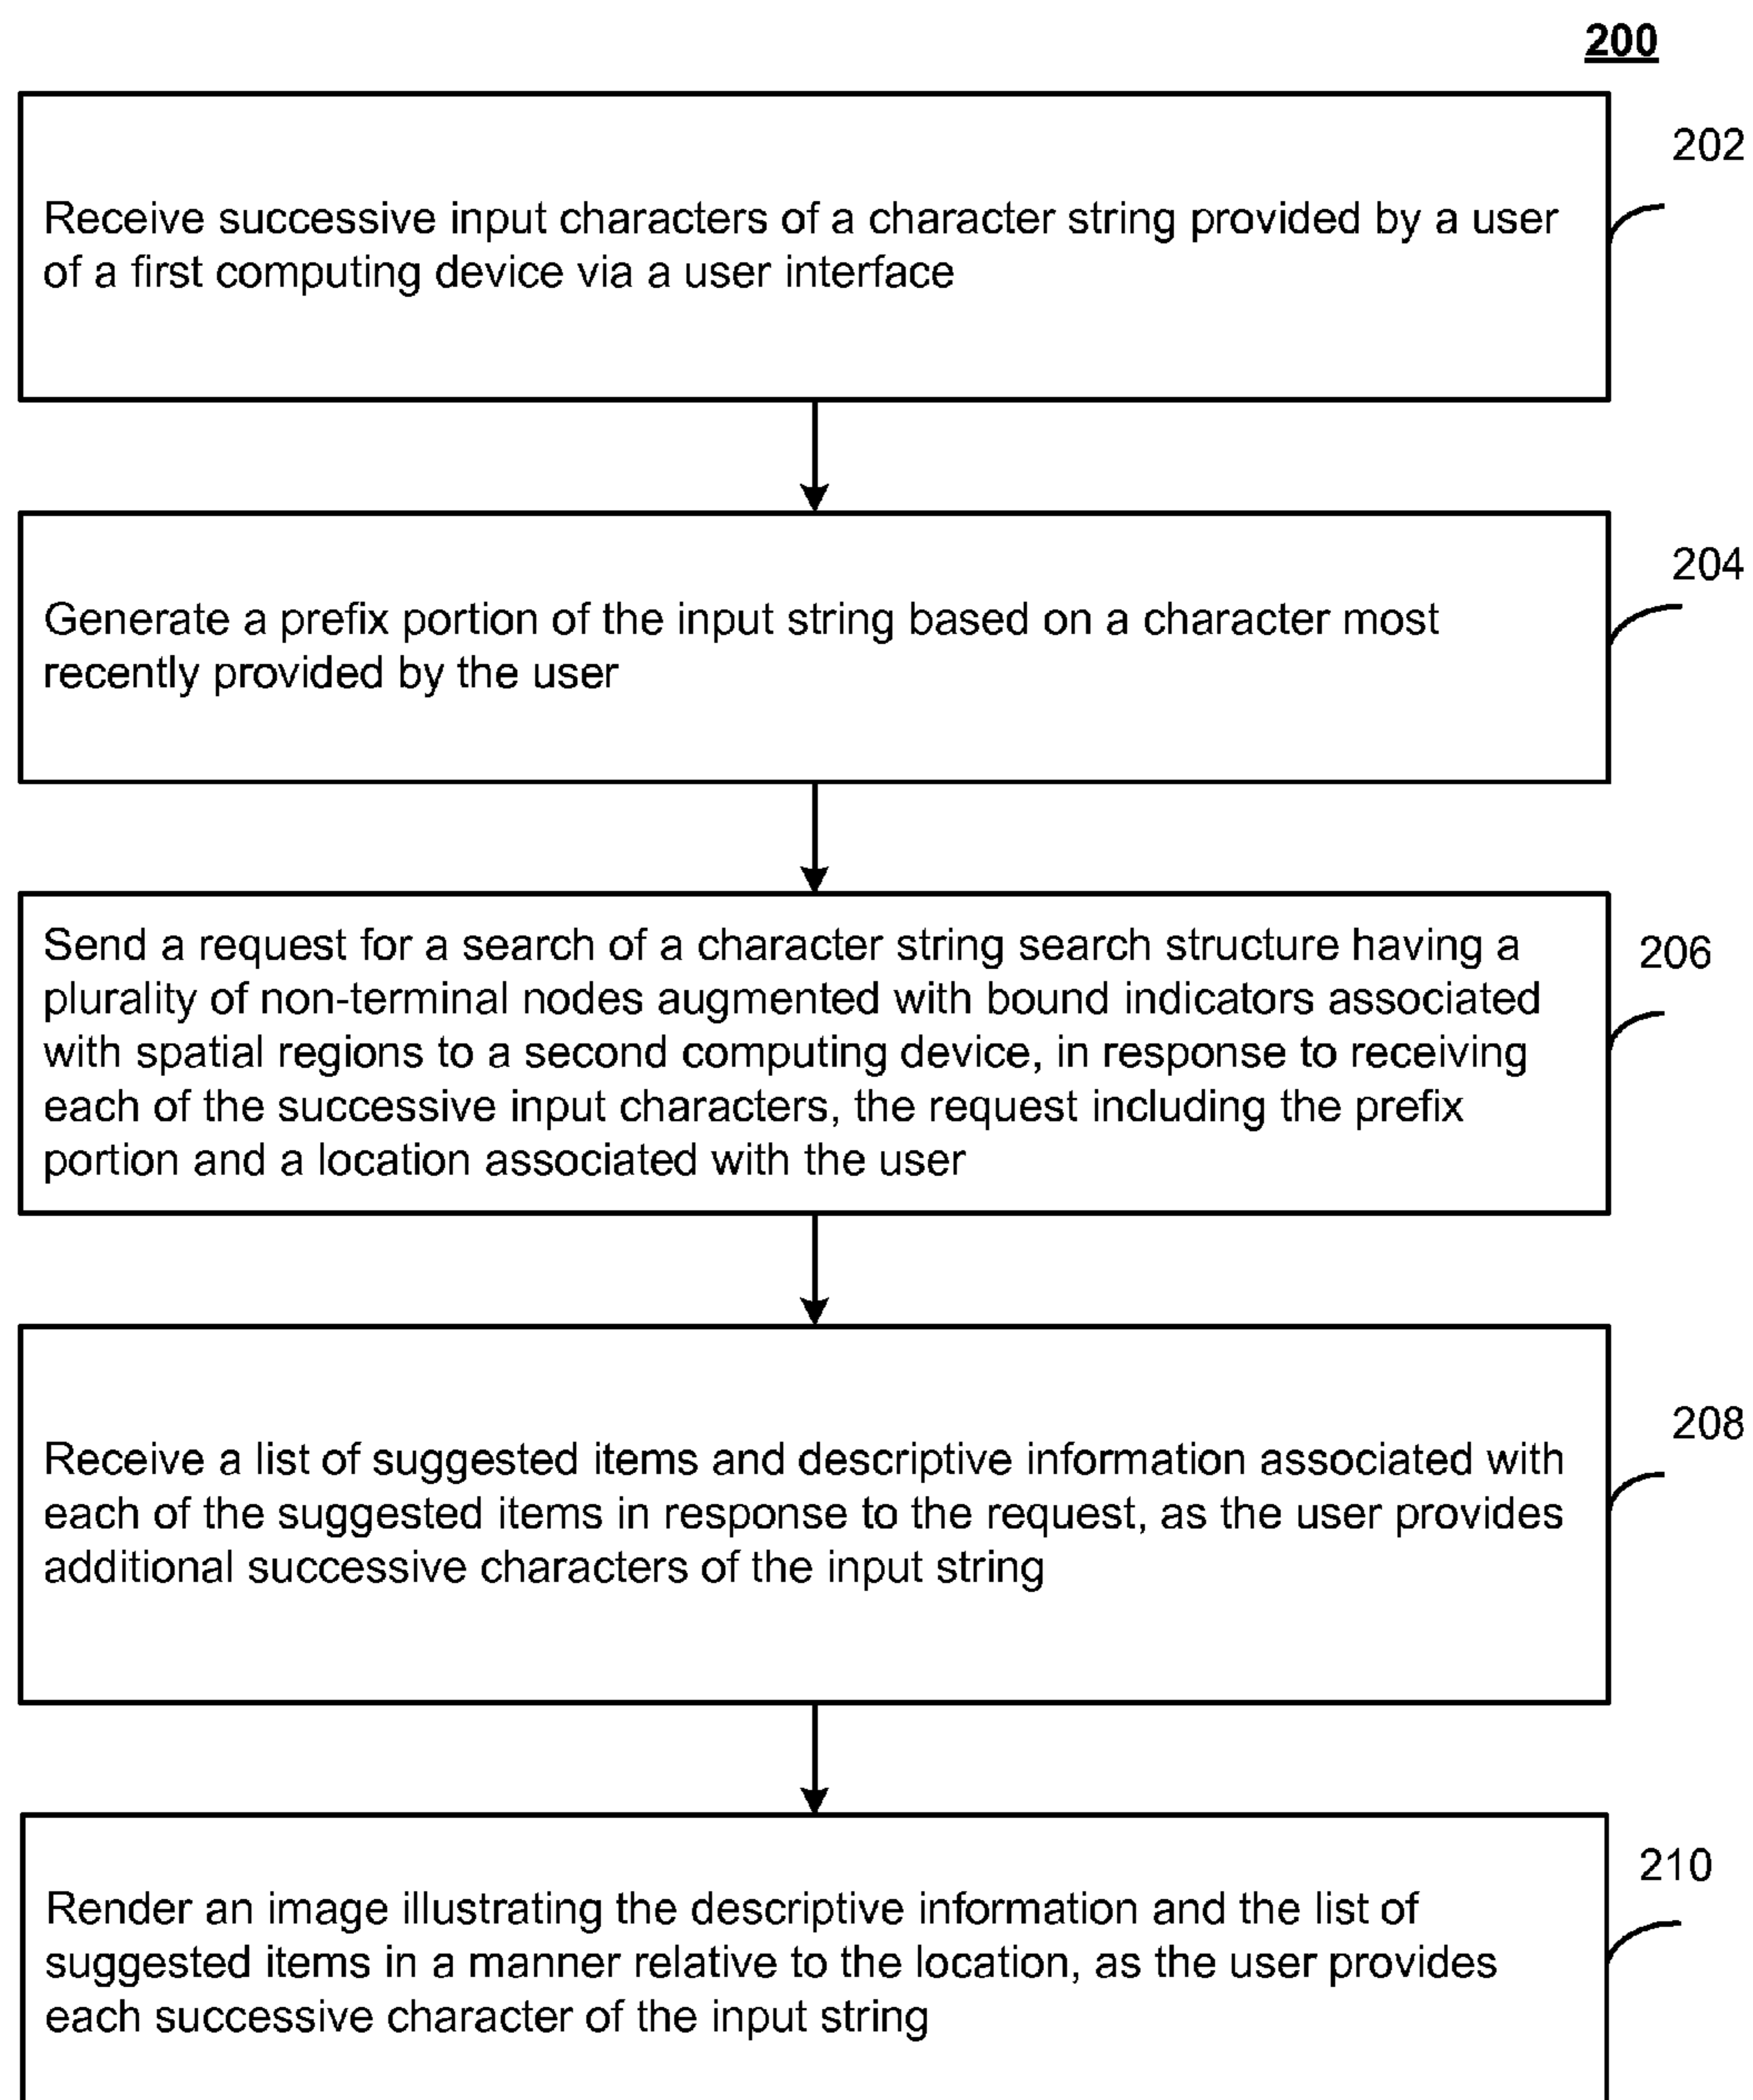 200
202
Receive successive input characters of a character string provided by a user
of a first computing device via a user interface
204
Generate a prefix portion of the input string based on a character most
recently provided by the user
206
Send a request for a search of a character string search structure having a
plurality of non-terminal nodes augmented with bound indicators associated
with spatial regions to a second computing device, in response to receiving
each of the successive input characters, the request including the prefix
portion and a location associated with the user
208
Receive a list of suggested items and descriptive information associated with
each of the suggested items in response to the request, as the user provides
additional successive characters of the input string
210
Render an image illustrating the descriptive information and the list of
suggested items in a manner relative to the location, as the user provides
each successive character of the input string